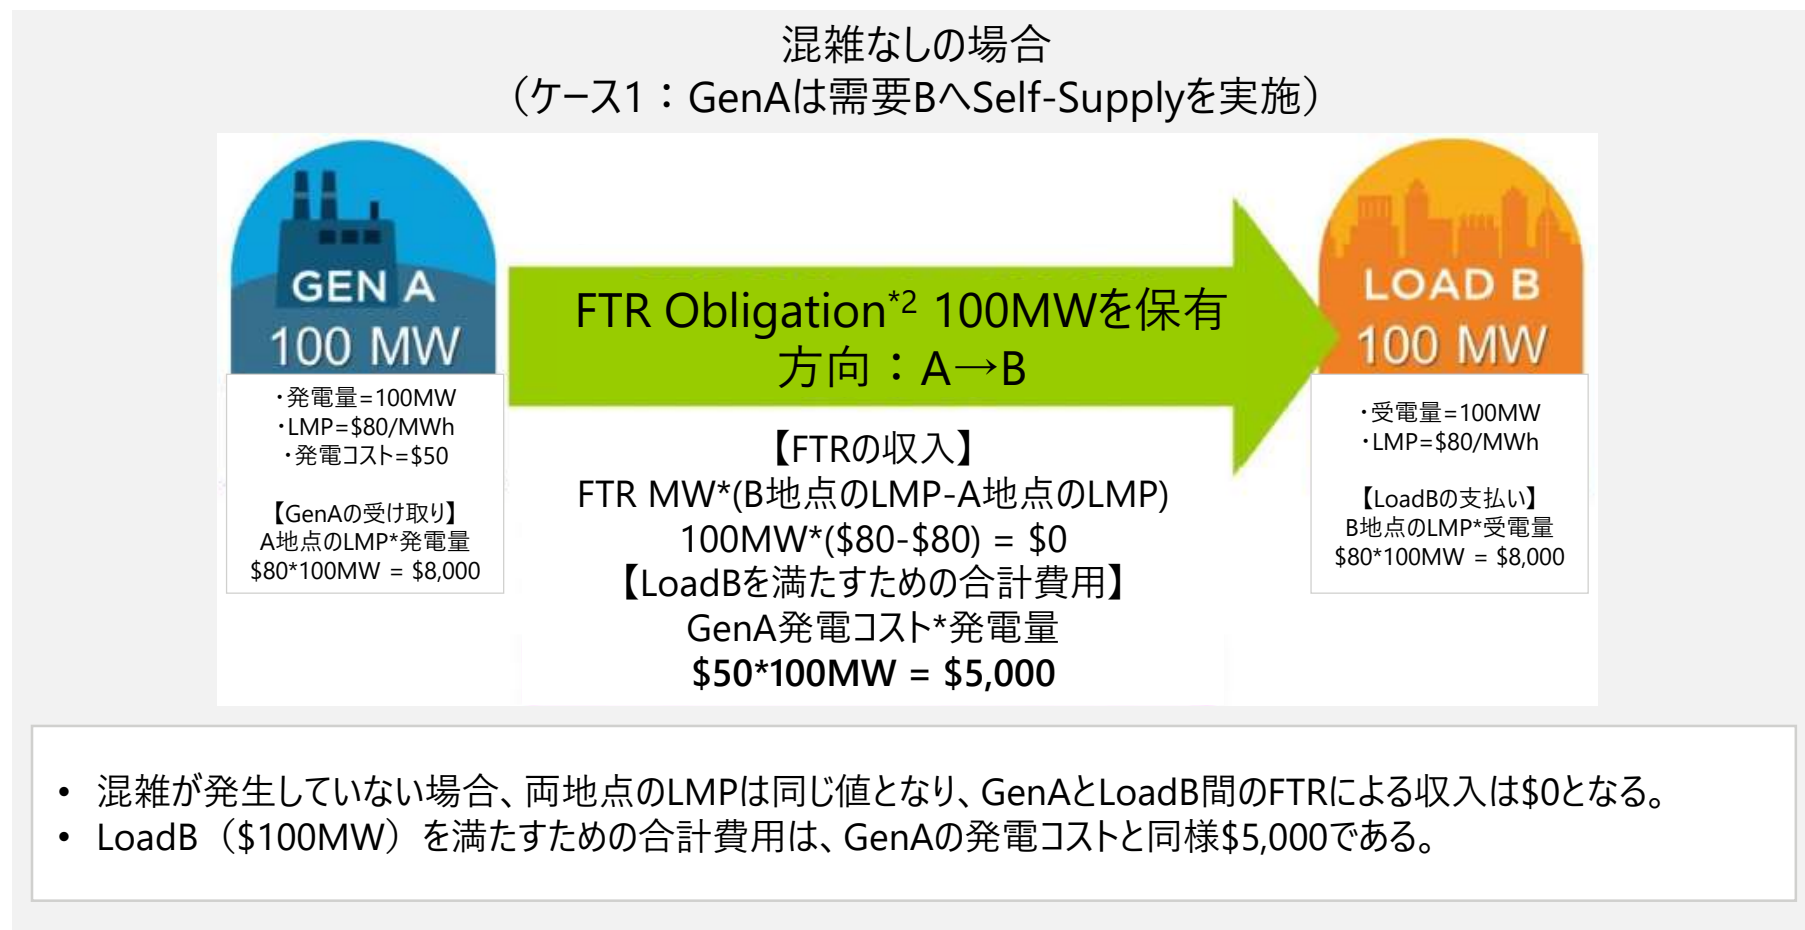 混雑なしの場合
（ケース1：GenAは需要BへSelf-Supplyを実施）
GEN A
100 MW
・発電量=100MW
・LMP=$80/MWh
・発電コスト=$50
【GenAの受け取り】
A地点のLMP*発電量
$80*100MW = $8,000
FTR Obligation*2 100MWを保有
方向：A→B
【FTRの収入】
FTR MW*(B地点のLMP-A地点のLMP)
100MW*($80-$80) = $0
【LoadBを満たすための合計費用】
GenA発電コスト*発電量
$50*100MW = $5,000
LOAD B
100 MW
・受電量=100MW
・LMP=$80/MWh
【LoadBの支払い】
B地点のLMP*受電量
$80*100MW = $8,000
• 混雑が発生していない場合、両地点のLMPは同じ値となり、GenAとLoadB間のFTRによる収入は$0となる。
• LoadB（$100MW）を満たすための合計費用は、GenAの発電コストと同様$5,000である。